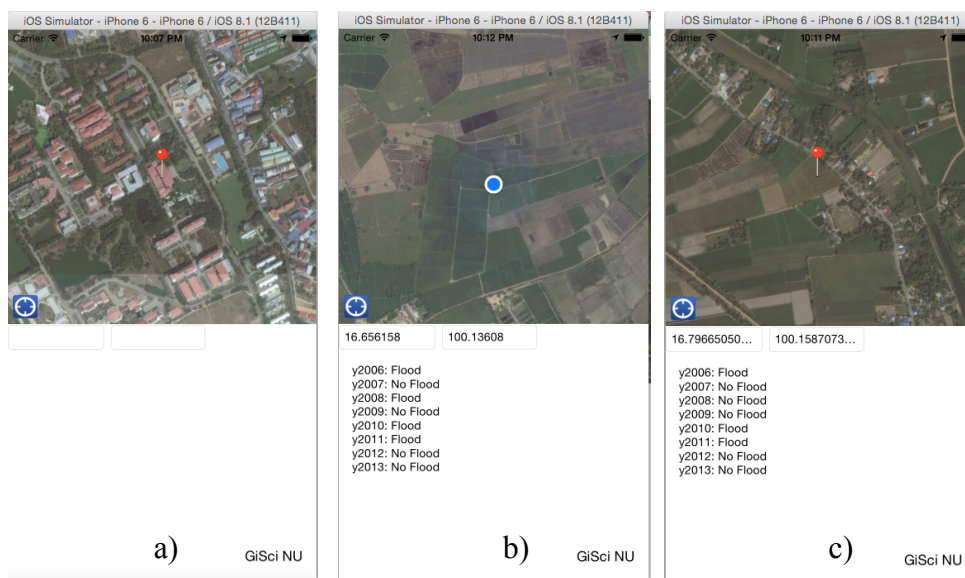 iOS Simulator - iPhone 6 - iPhone 6 / iOS 8.1 (12B411)
Carrier
10:07 PM
a)
GiSci NU
iOS Simulator - iPhone 6 - iPhone 6 / iOS 8.1 (12B411)
Carrier
10:12 PM
16.656158
100.13608
y2006: Flood
y2007: No Flood
y2008: Flood
y2009: No Flood
y2010: Flood
y2011: Flood
y2012: No Flood
y2013: No Flood
b)
GiSci NU
iOS Simulator - iPhone 6 - iPhone 6 / iOS 8.1 (12B411)
Carrier
10:11 PM
16.79665050...
100.1587073...
y2006: Flood
y2007: No Flood
y2008: No Flood
y2009: No Flood
y2010: Flood
y2011: Flood
y2012: No Flood
y2013: No Flood
c)
GiSci NU